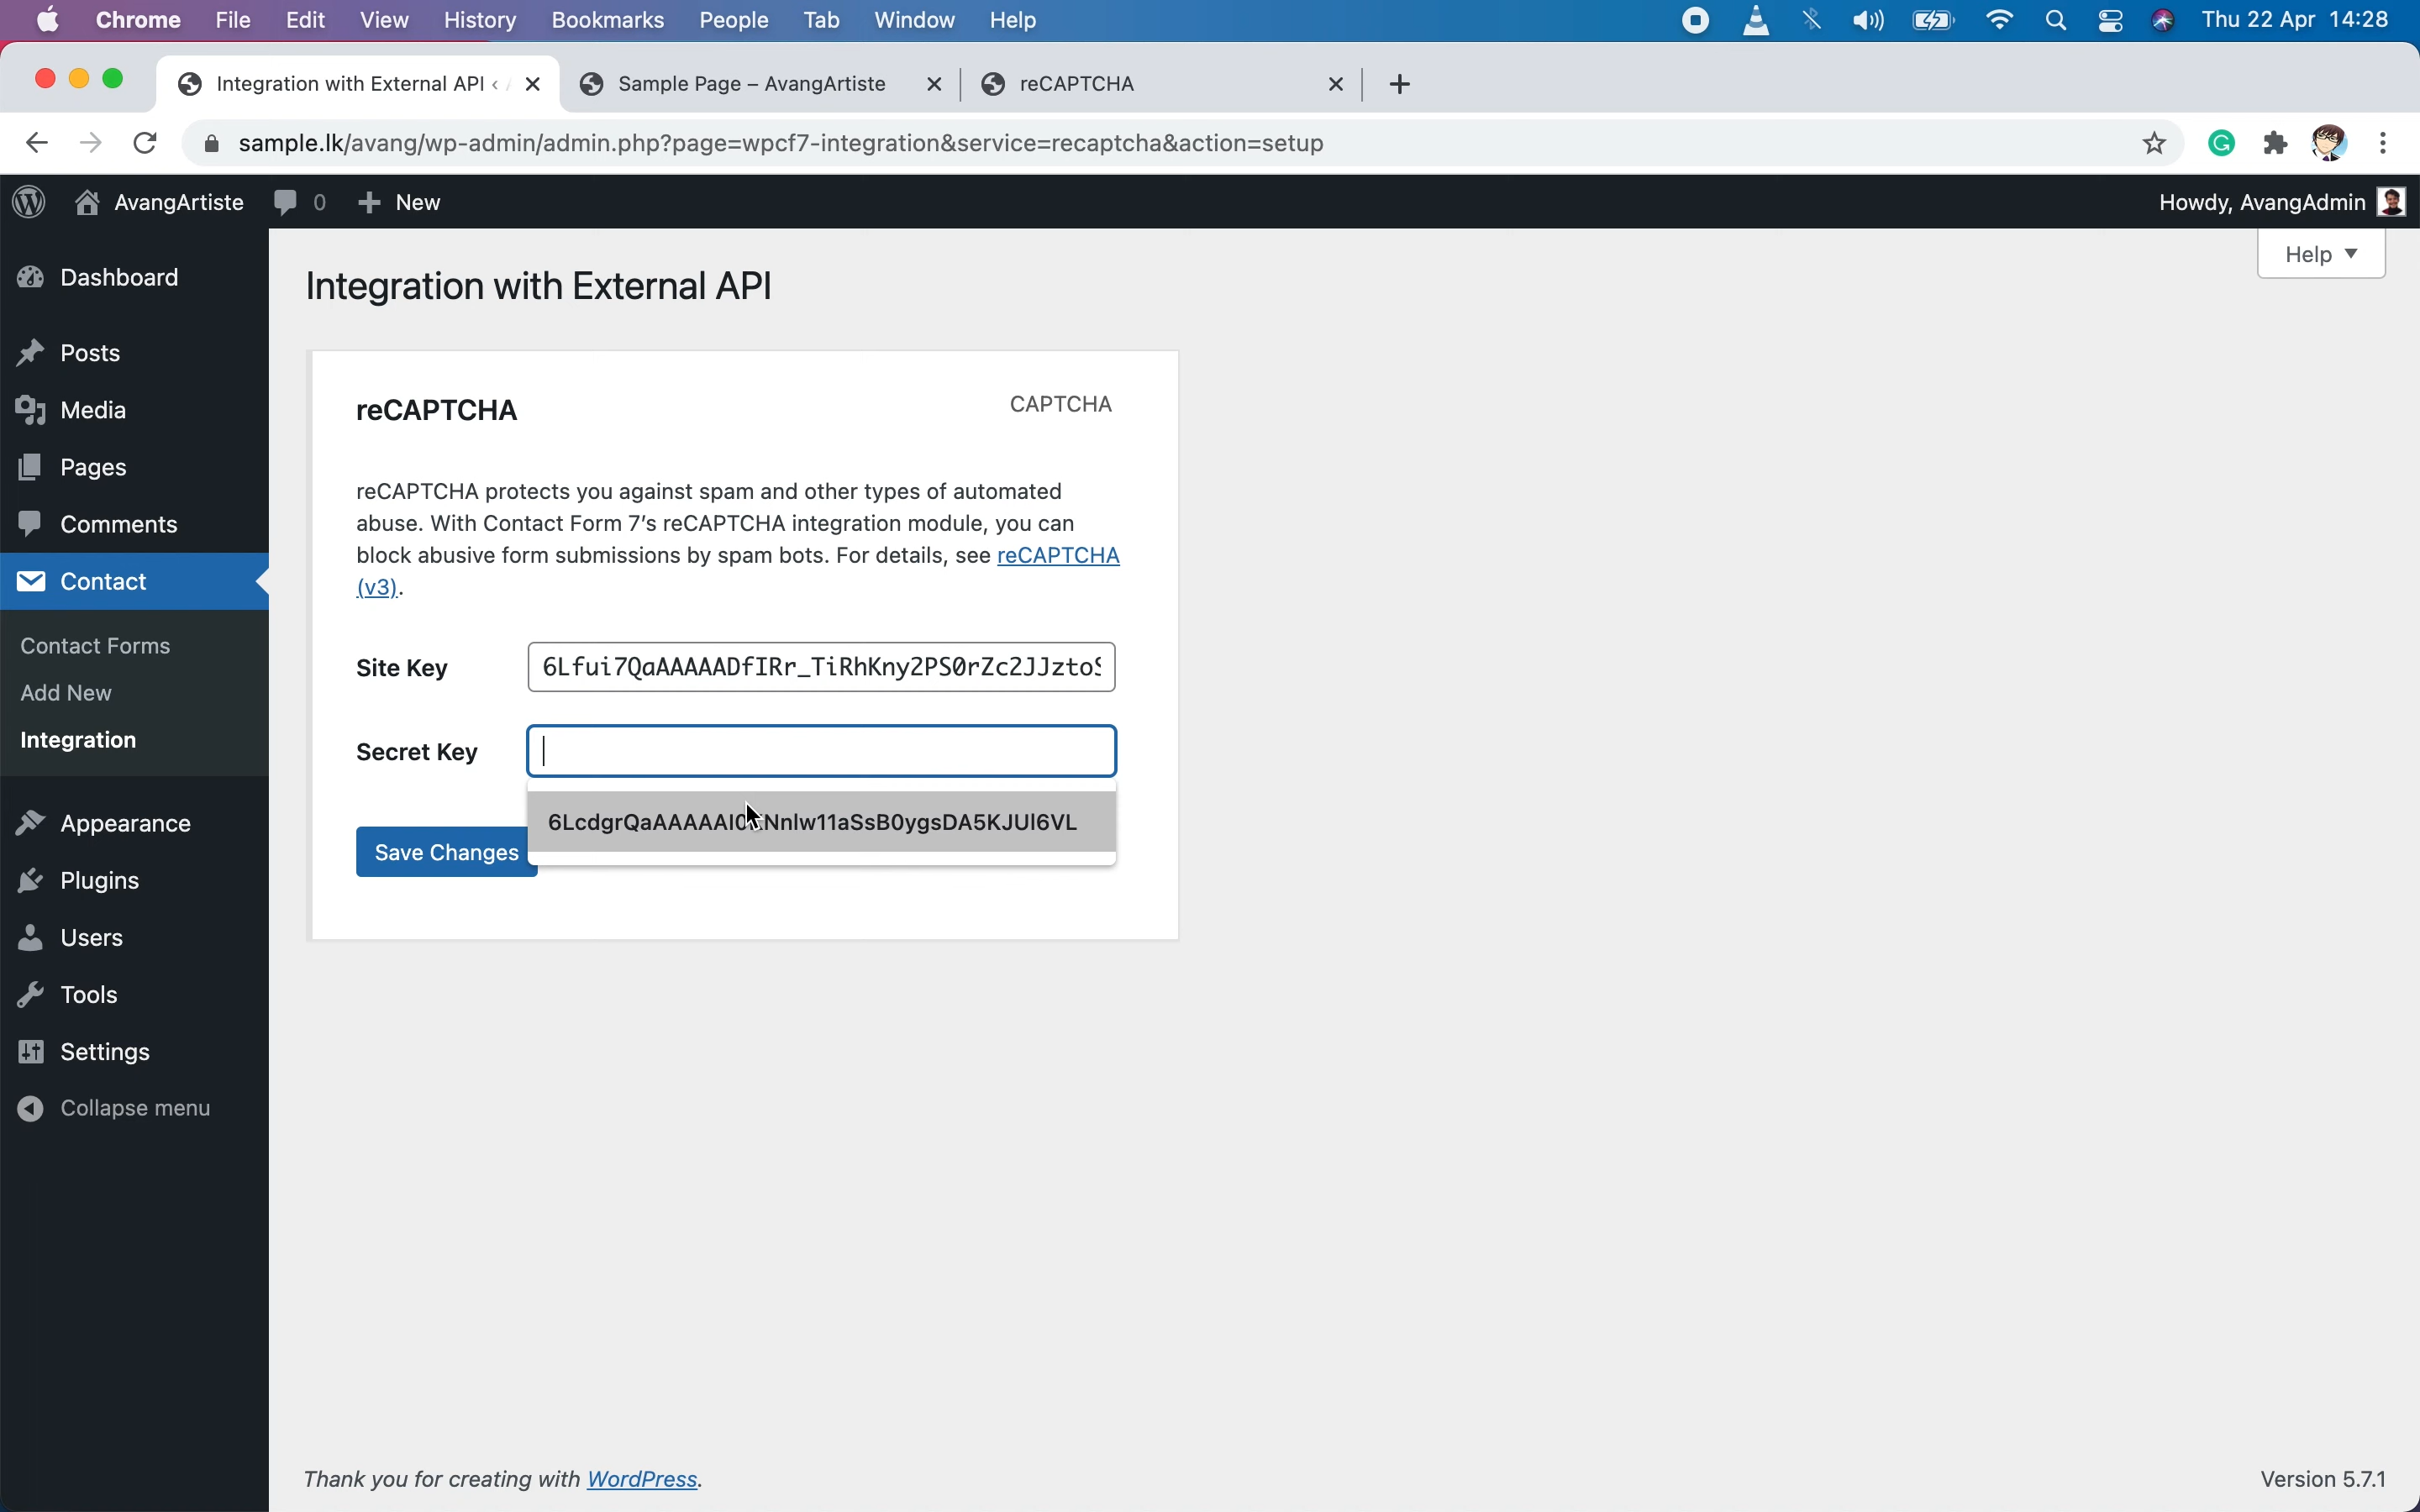 Chrome File Edit View History Bookmarks People Tab Window Help Thu 22 Apr 14:28
Integration with External API ‹ Sample Page – AvangArtiste reCAPTCHA
sample.lk/avang/wp-admin/admin.php?page=wpcf7-integration&service=recaptcha&action=setup
AvangArtiste 0 New Howdy, AvangAdmin
Help
Dashboard
Posts
Media
Pages
Comments
Contact
Contact Forms
Add New
Integration
Appearance
Plugins
Users
Tools
Settings
Collapse menu
Integration with External API
reCAPTCHA CAPTCHA
reCAPTCHA protects you against spam and other types of automated
abuse. With Contact Form 7’s reCAPTCHA integration module, you can
block abusive form submissions by spam bots. For details, see reCAPTCHA
(v3).
Site Key
Secret Key
Save Changes
Thank you for creating with WordPress. Version 5.7.1